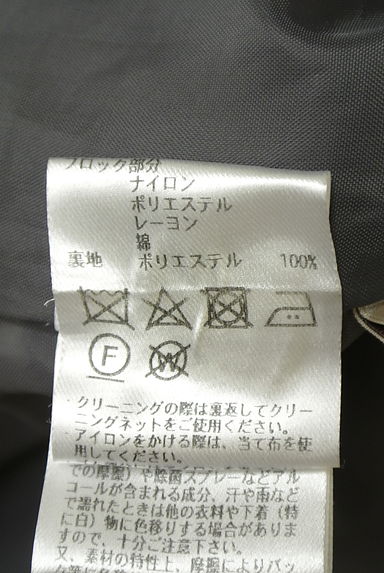 フロック部分
ナイロン
ポリエステル
レーヨン
綿
裏地 ポリエステル 100%
F W
・クリーニングの際は裏返してクリー
ニングネットをご使用ください。
・アイロンをかける際は、当て布を使
用してください。
での摩擦）や除菌スプレーなどアル
コールが含まれる成分、汗や雨など
で濡れたときは他の衣料や下着（特
に白）物に色移りする場合がありま
すので、十分ご注意下さい。
又、素材の特性上、摩擦によりバッ